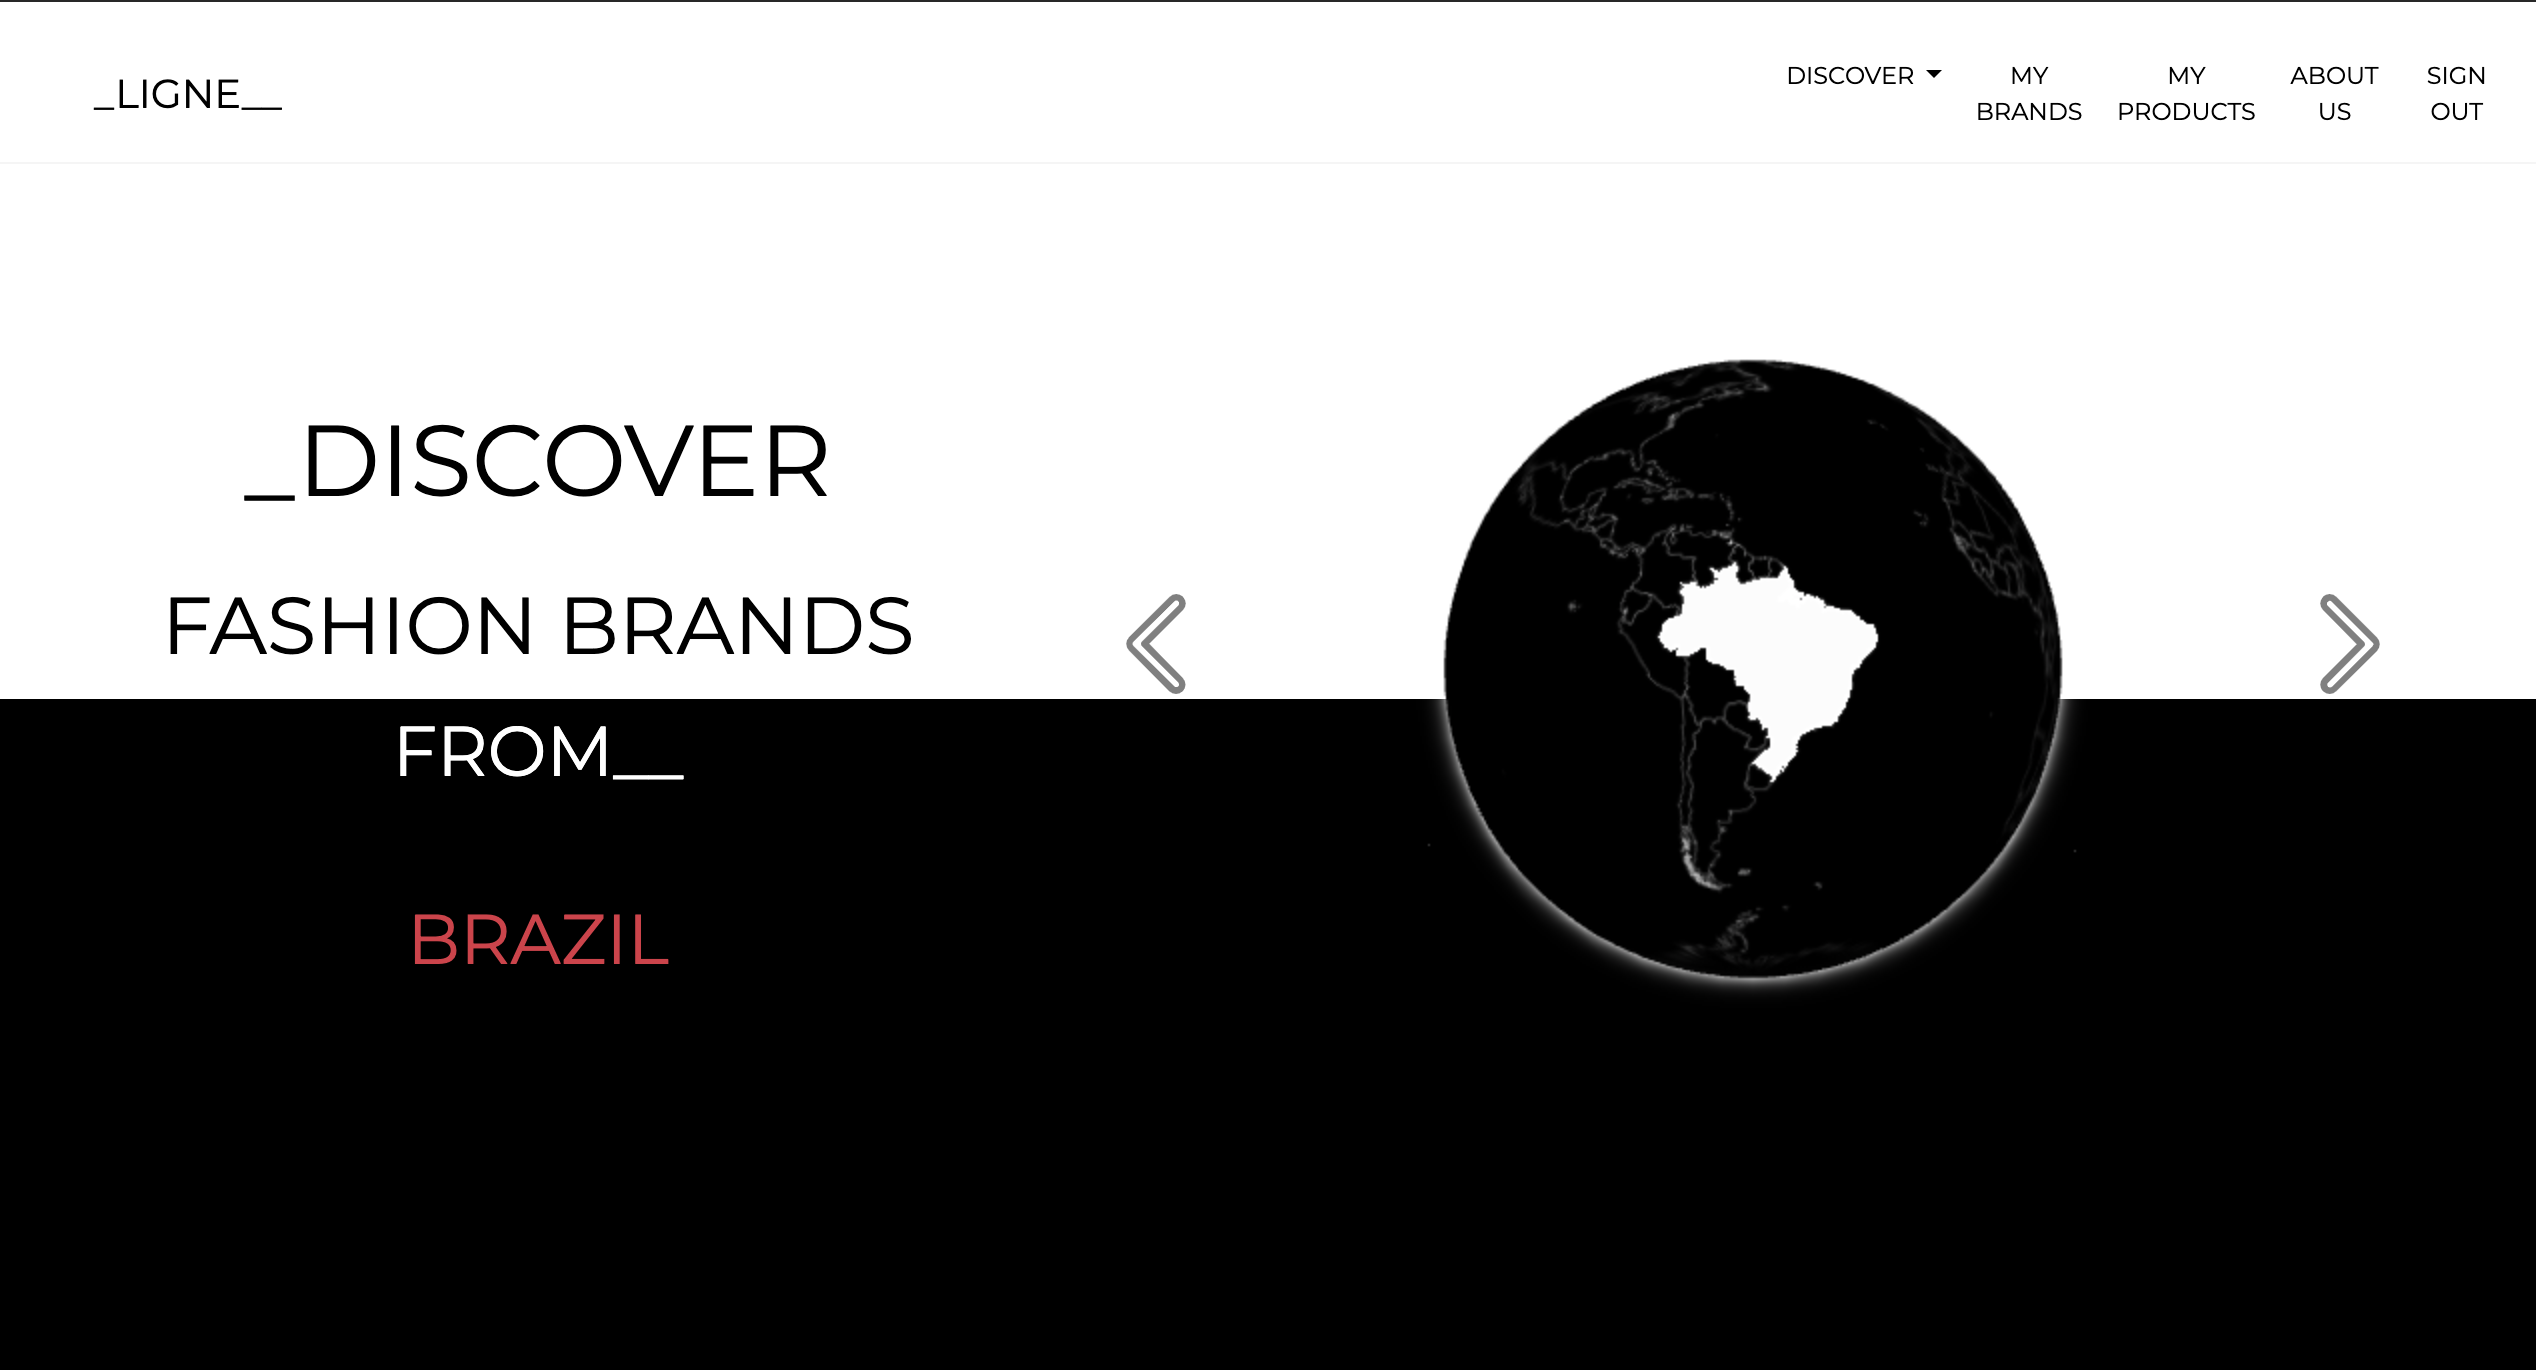 _LIGNE__
DISCOVER
MY BRANDS
MY PRODUCTS
ABOUT US
SIGN OUT
_DISCOVER
FASHION BRANDS
FROM__
BRAZIL